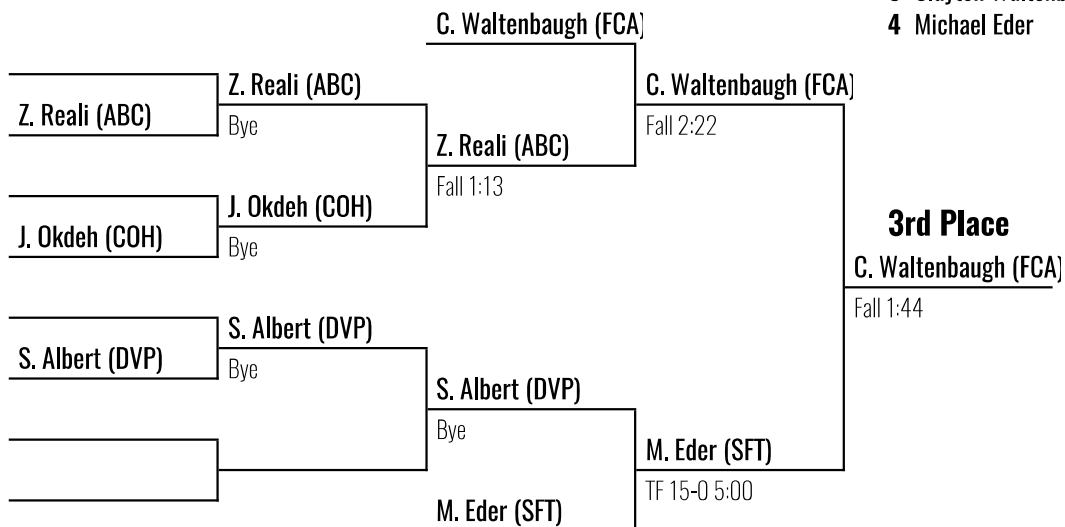 C. Waltenbaugh (FCA)
4 Michael Eder
Z. Reali (ABC)
Z. Reali (ABC)
Bye
C. Waltenbaugh (FCA)
Fall 2:22
Z. Reali (ABC)
Fall 1:13
J. Okdeh (COH)
J. Okdeh (COH)
Bye
3rd Place
C. Waltenbaugh (FCA)
Fall 1:44
S. Albert (DVP)
S. Albert (DVP)
Bye
S. Albert (DVP)
Bye
M. Eder (SFT)
TF 15-0 5:00
M. Eder (SFT)